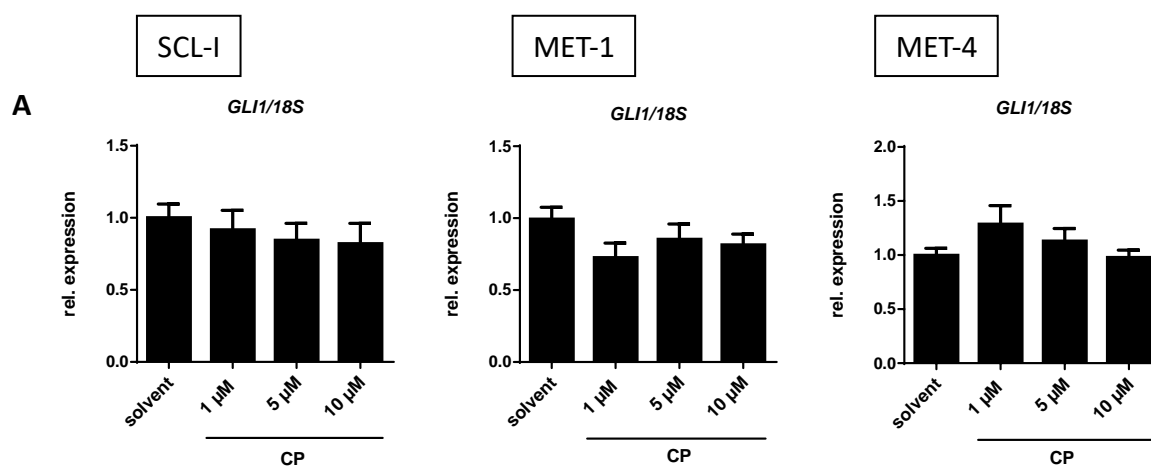 SCL-I
MET-1
MET-4
A
GLI1/18S
rel. expression
1.5
1.0
0.5
0.0
solvent
1 µM
5 µM
10 µM
CP
GLI1/18S
rel. expression
1.5
1.0
0.5
0.0
solvent
1 µM
5 µM
10 µM
CP
GLI1/18S
rel. expression
2.0
1.5
1.0
0.5
0.0
solvent
1 µM
5 µM
10 µM
CP